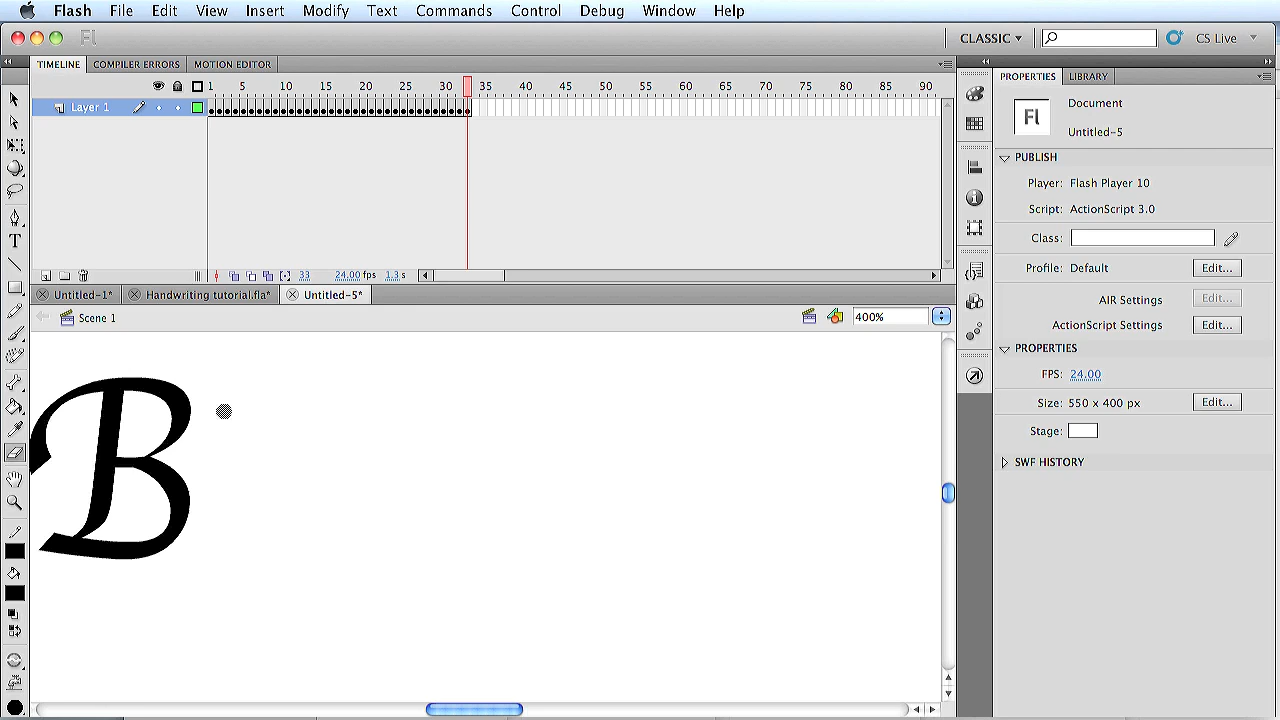 Flash File Edit View Insert Modify Text Commands Control Debug Window Help
Fl CLASSIC CS Live
TIMELINE COMPILER ERRORS MOTION EDITOR
PROPERTIES LIBRARY
1 5 10 15 20 25 30 35 40 45 50 55 60 65 70 75 80 85 90
Layer 1
Fl
Document
Untitled-5
PUBLISH
Player: Flash Player 10
Script: ActionScript 3.0
Class:
Profile: Default Edit...
AIR Settings Edit...
ActionScript Settings Edit...
PROPERTIES
FPS: 24.00
Size: 550 x 400 px Edit...
Stage:
SWF HISTORY
33 24.00 fps 1.3 s
Untitled-1* Handwriting tutorial.fla* Untitled-5*
Scene 1 400%
T
B